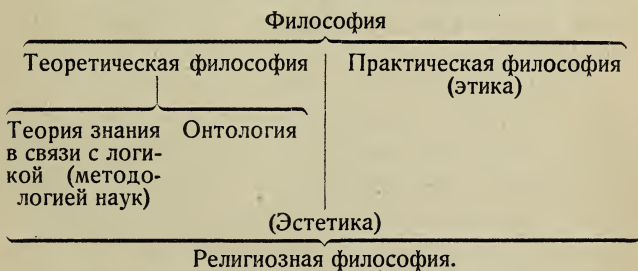 Философия
Теоретическая философия
Практическая философия
(этика)
Теория знания
в связи с логи-
кой (методо-
логией наук)
Онтология
(Эстетика)
Религиозная философия.